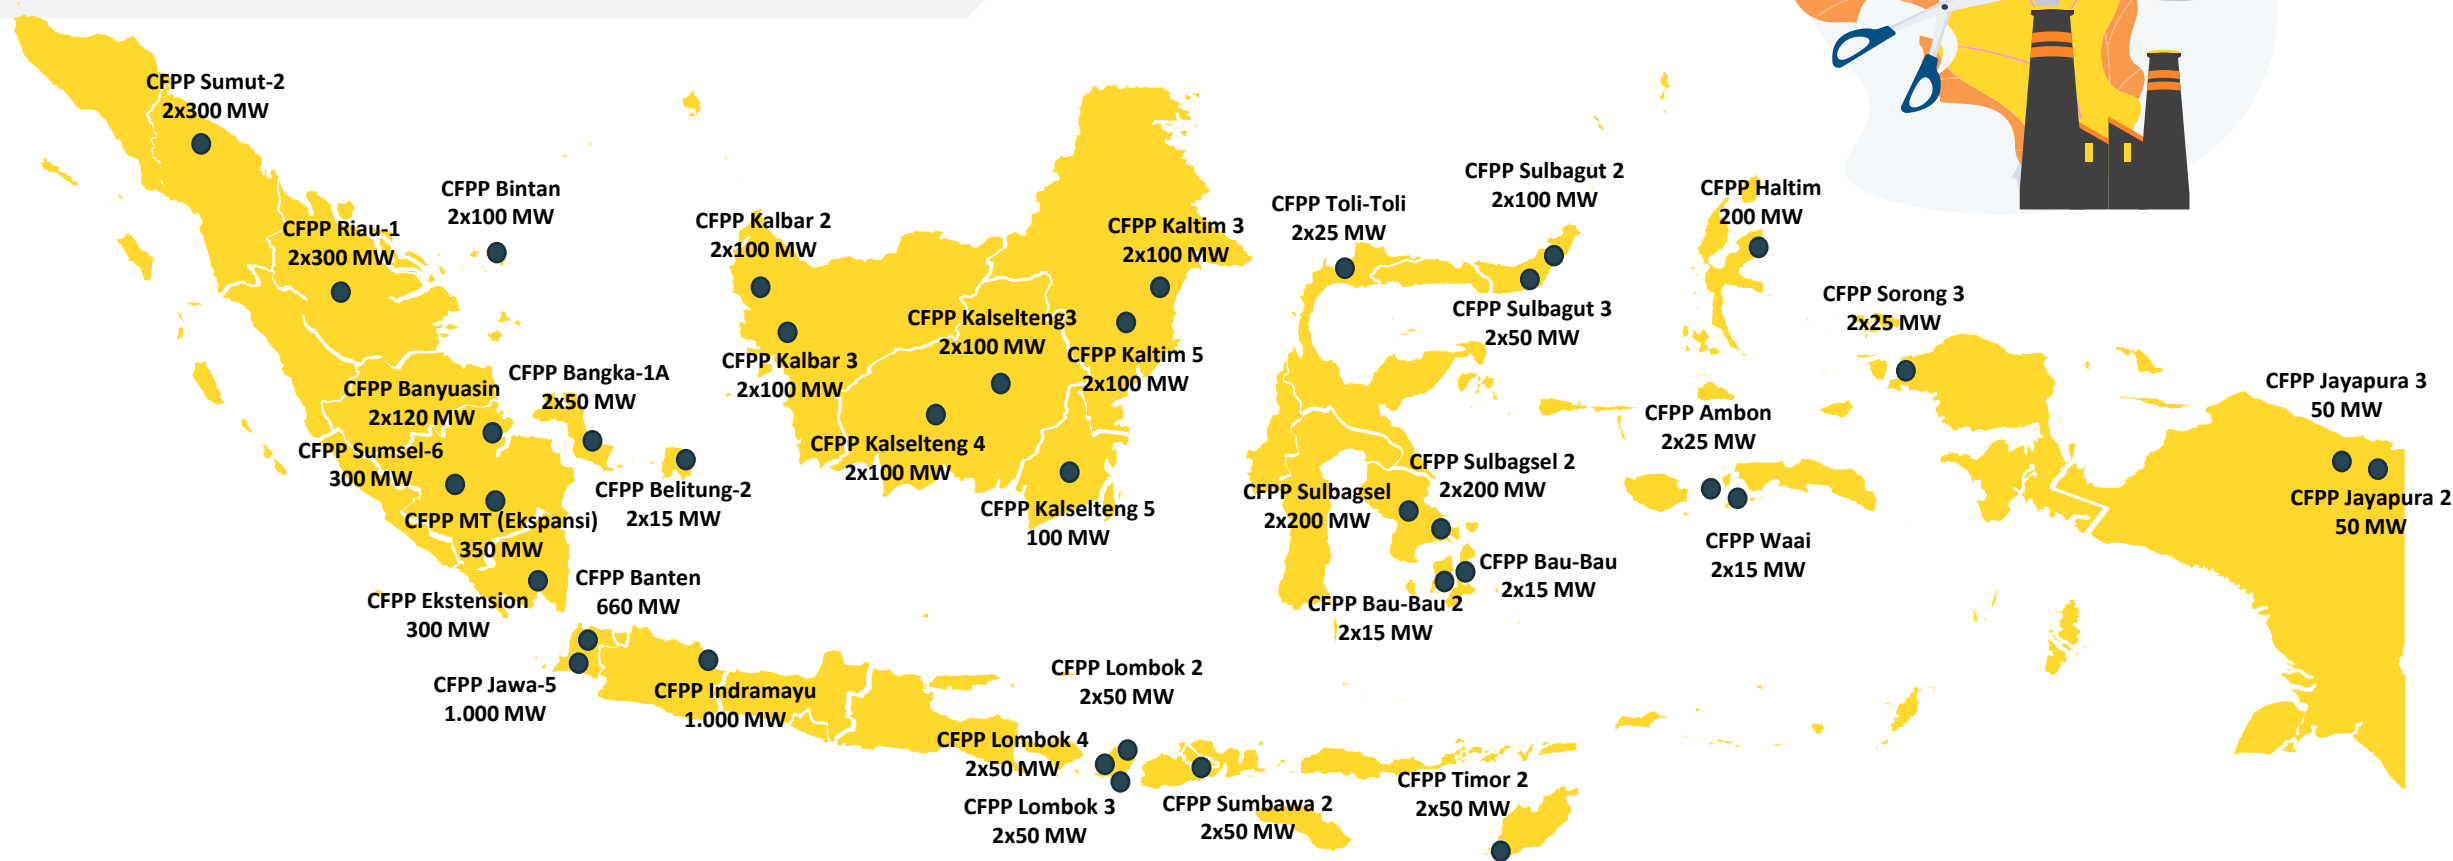 CFPP Sumut-2
2x300 MW
CFPP Bintan
2x100 MW
CFPP Riau-1
2x300 MW
CFPP Banyuasin
2x120 MW
CFPP Bangka-1A
2x50 MW
CFPP Sumsel-6
300 MW
CFPP Belitung-2
2x15 MW
CFPP MT (Ekspansi)
350 MW
CFPP Ekstension
300 MW
CFPP Banten
660 MW
CFPP Jawa-5
1.000 MW
CFPP Indramayu
1.000 MW
CFPP Kalbar 2
2x100 MW
CFPP Kalbar 3
2x100 MW
CFPP Kaltim 3
2x100 MW
CFPP Kalselteng3
2x100 MW
CFPP Kaltim 5
2x100 MW
CFPP Kalselteng 4
2x100 MW
CFPP Kalselteng 5
100 MW
CFPP Lombok 2
2x50 MW
CFPP Lombok 4
2x50 MW
CFPP Lombok 3
2x50 MW
CFPP Sumbawa 2
2x50 MW
CFPP Timor 2
2x50 MW
CFPP Toli-Toli
2x25 MW
CFPP Sulbagut 2
2x100 MW
CFPP Sulbagut 3
2x50 MW
CFPP Sulbagsel 2
2x200 MW
CFPP Sulbagsel
2x200 MW
CFPP Bau-Bau
2x15 MW
CFPP Bau-Bau 2
2x15 MW
CFPP Haltim
200 MW
CFPP Sorong 3
2x25 MW
CFPP Ambon
2x25 MW
CFPP Waai
2x15 MW
CFPP Jayapura 3
50 MW
CFPP Jayapura 2
50 MW